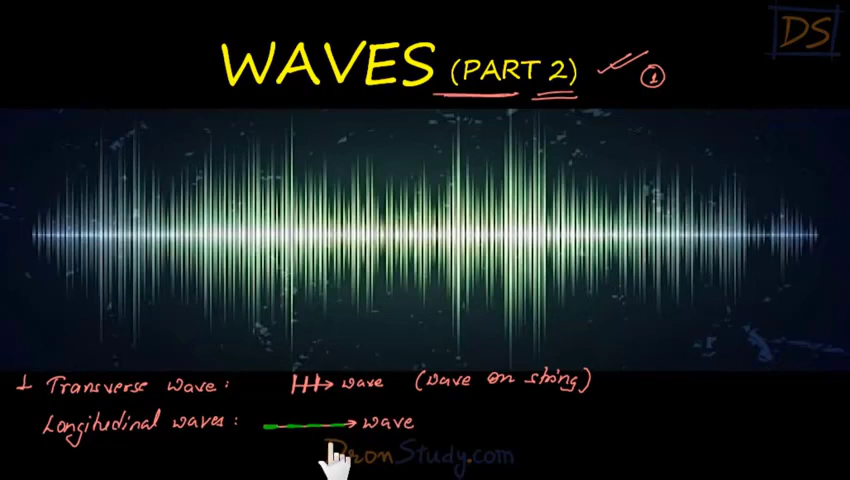 DS
WAVES (PART 2) ①
⊥ Transverse wave: wave (wave on string)
Longitudinal waves: wave
DronStudy.com